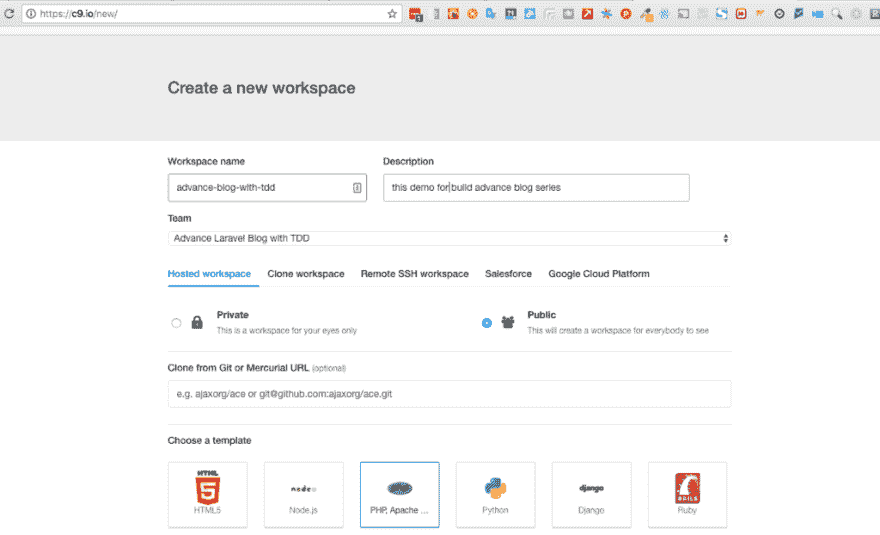 https://c9.io/new/
Create a new workspace
Workspace name
Description
advance-blog-with-tdd
this demo for build advance blog series
Team
Advance Laravel Blog with TDD
Hosted workspace Clone workspace Remote SSH workspace Salesforce Google Cloud Platform
Private
This is a workspace for your eyes only
Public
This will create a workspace for everybody to see
Clone from Git or Mercurial URL (optional)
e.g. ajaxorg/ace or git@github.com:ajaxorg/ace.git
Choose a template
HTML
5
HTML5
node
Node.js
PHP, Apache ...
Python
django
Django
RAILS
Ruby